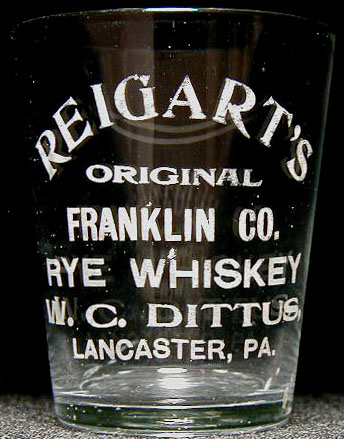 REIGART'S
ORIGINAL
FRANKLIN CO.
RYE WHISKEY
W. C. DITTUS,
LANCASTER, PA.